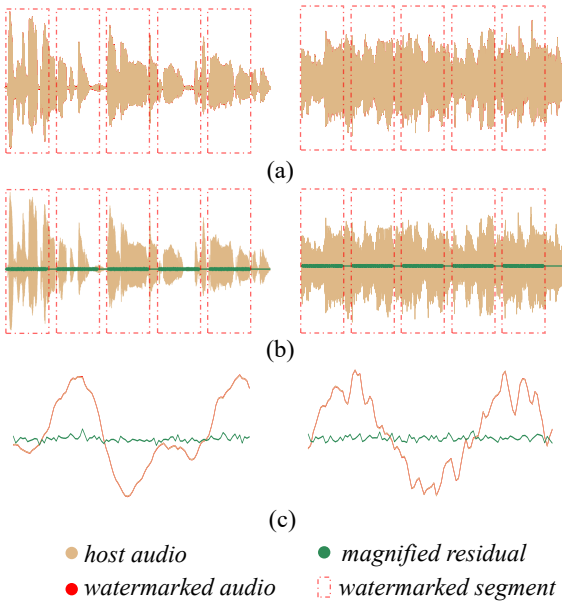 (a)
(b)
(c)
host audio
magnified residual
watermarked audio
watermarked segment